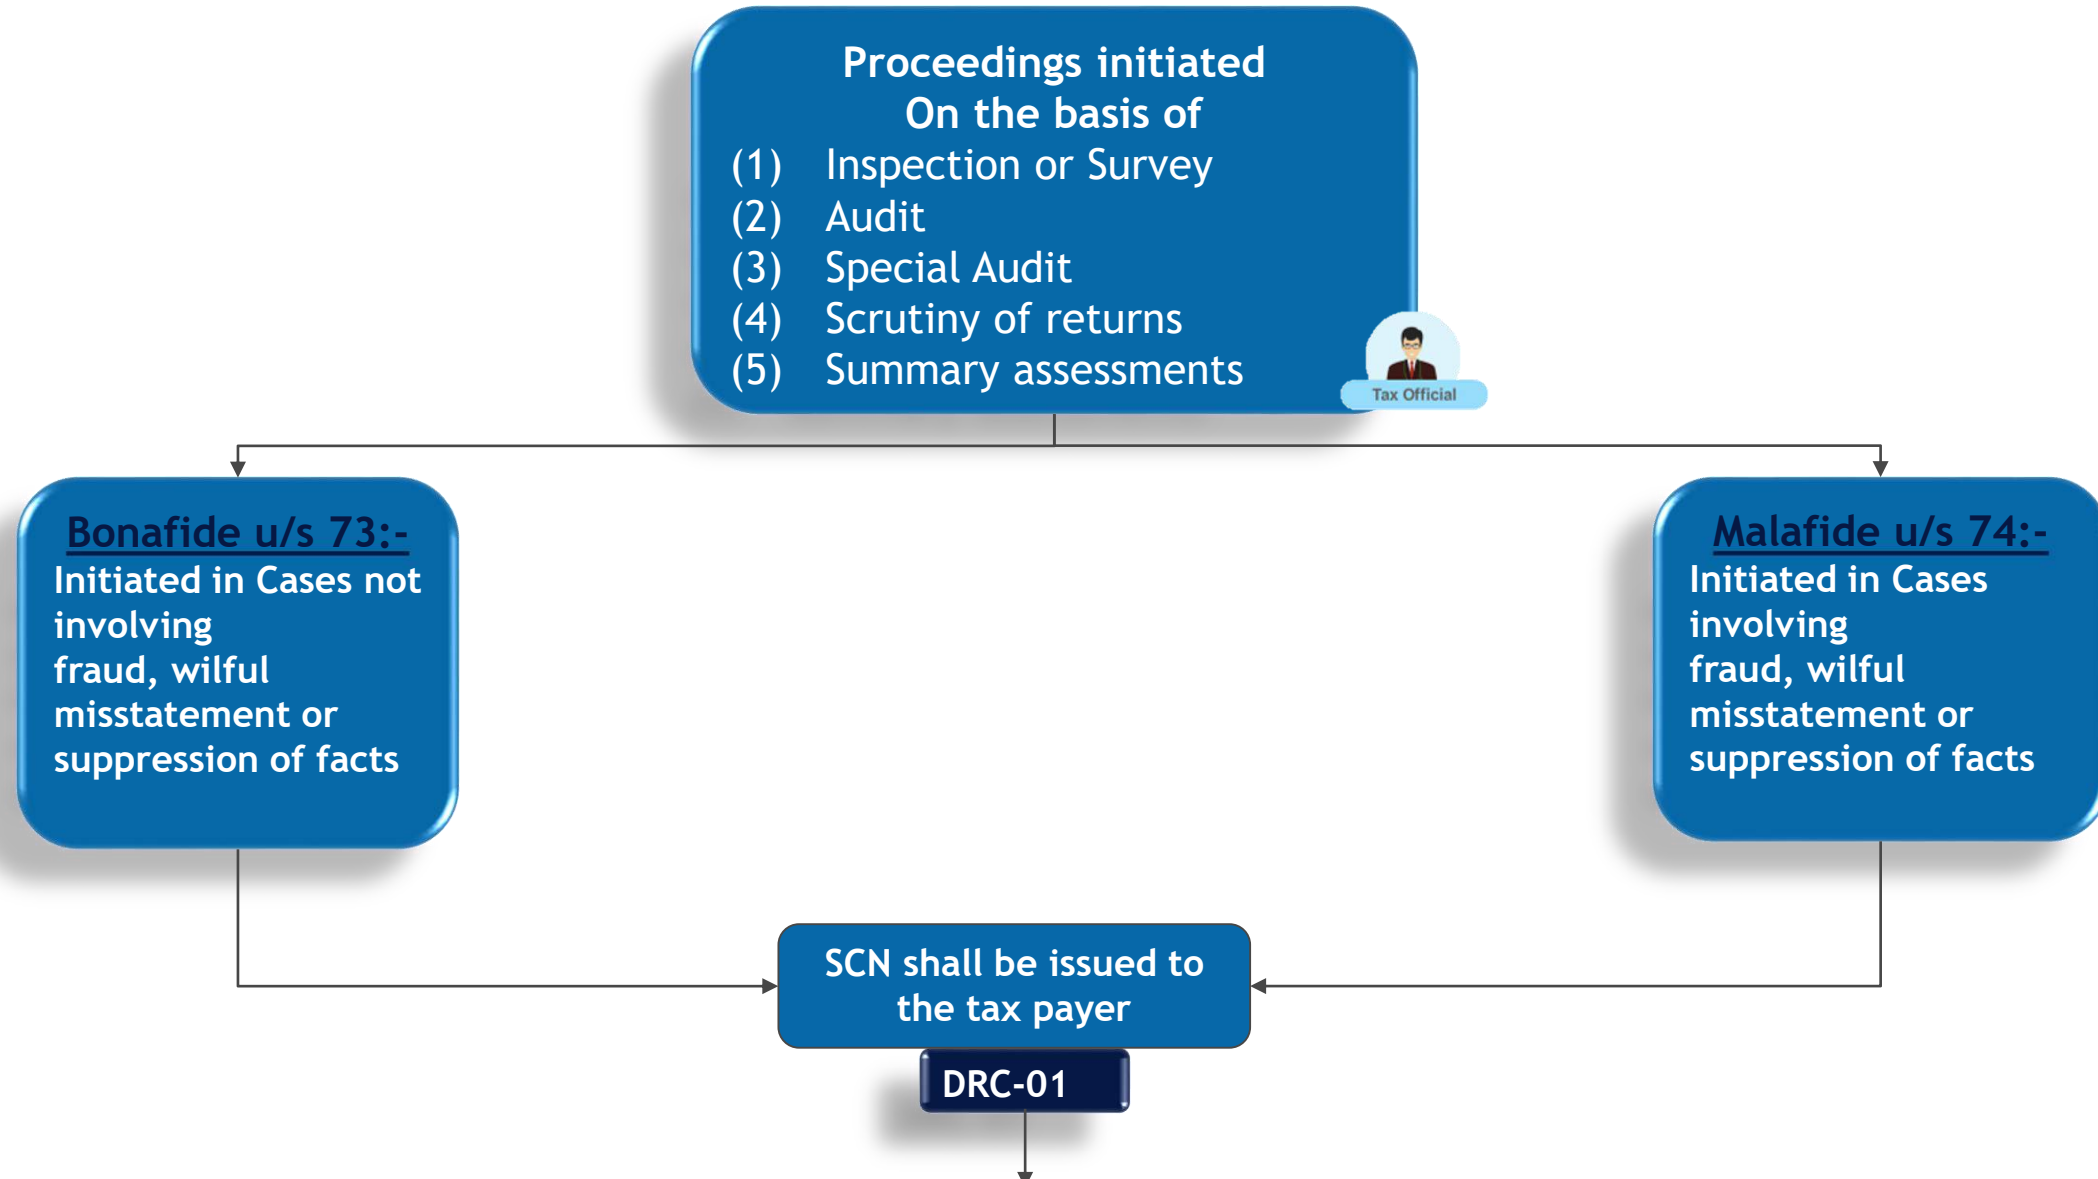 Proceedings initiated
On the basis of
(1) Inspection or Survey
(2) Audit
(3) Special Audit
(4) Scrutiny of returns
(5) Summary assessments
Tax Official
Bonafide u/s 73:-
Initiated in Cases not
involving
fraud, wilful
misstatement or
suppression of facts
Malafide u/s 74:-
Initiated in Cases
involving
fraud, wilful
misstatement or
suppression of facts
SCN shall be issued to
the tax payer
DRC-01